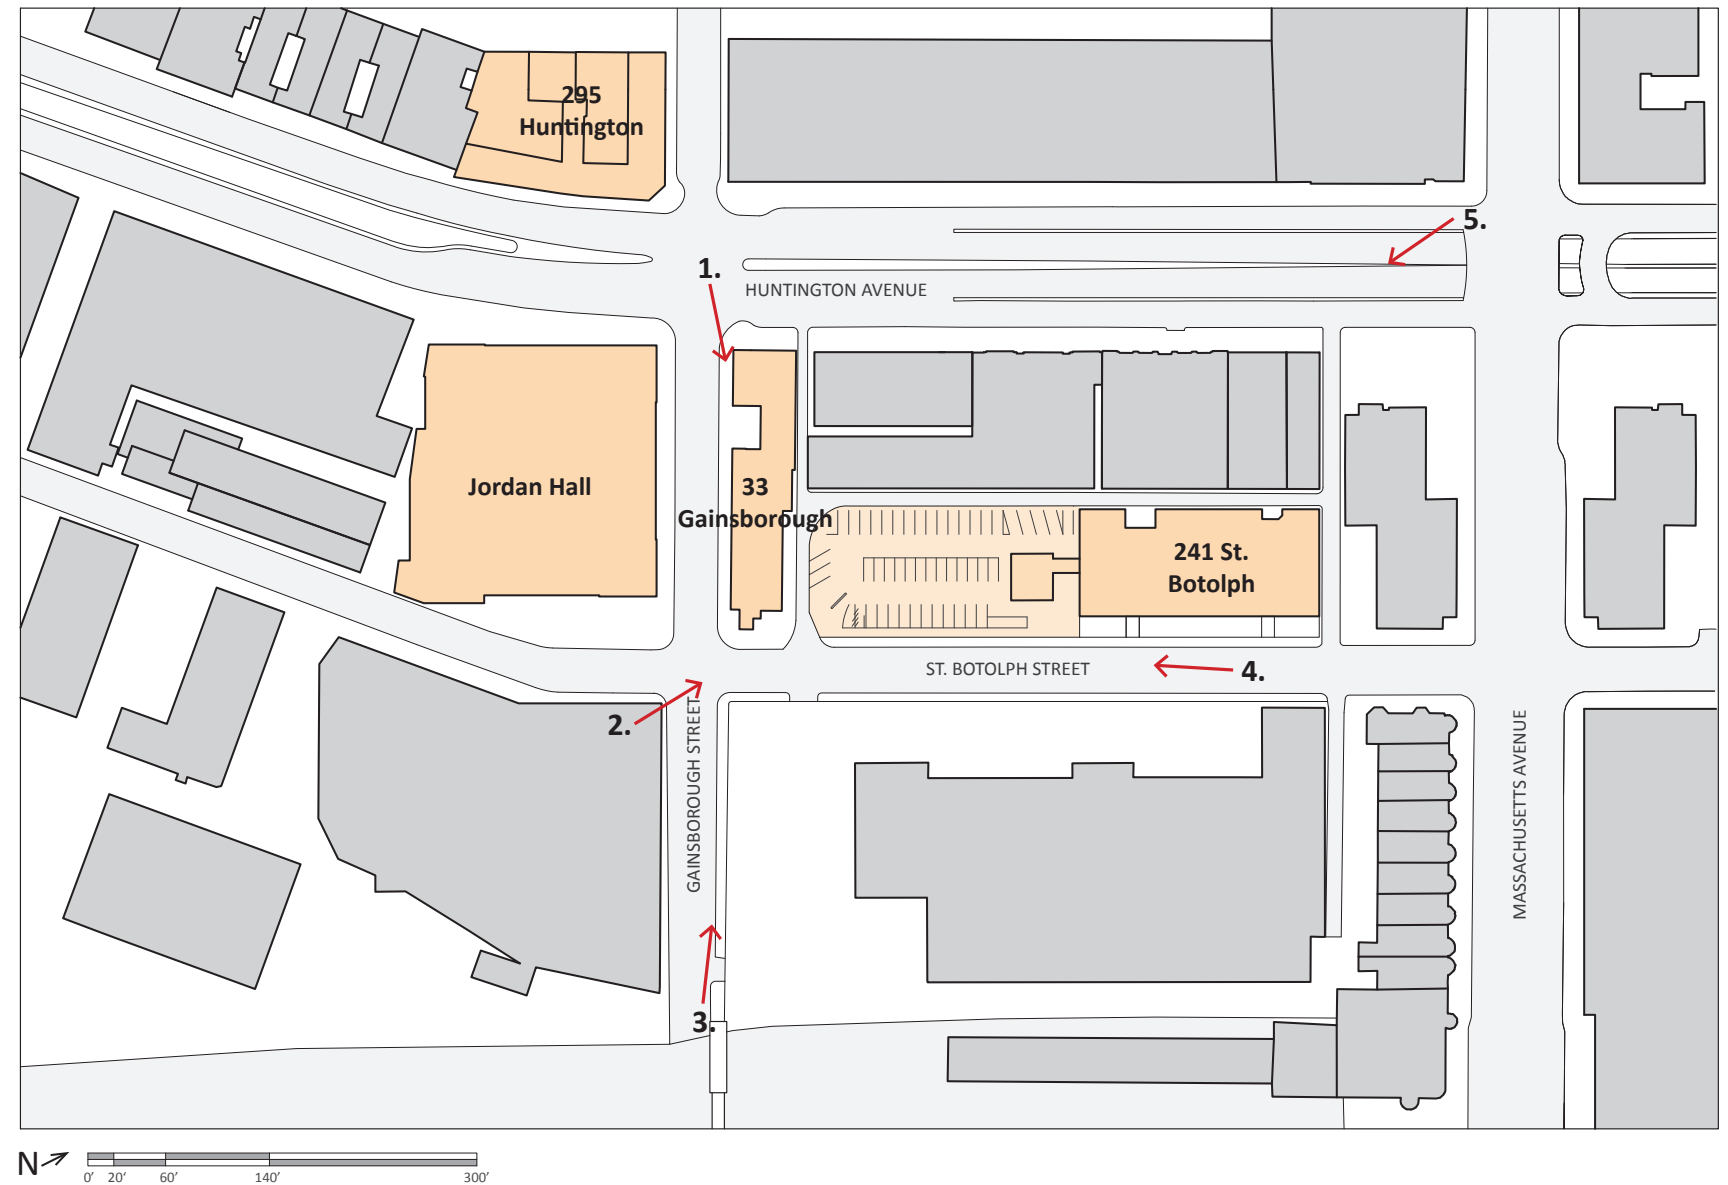 295
Huntington
5.
1.
HUNTINGTON AVENUE
Jordan Hall
33
Gainsborough
241 St.
Botolph
ST. BOTOLPH STREET
4.
2.
GAINSBOROUGH STREET
MASSACHUSETTS AVENUE
3.
N
0' 20' 60' 140' 300'